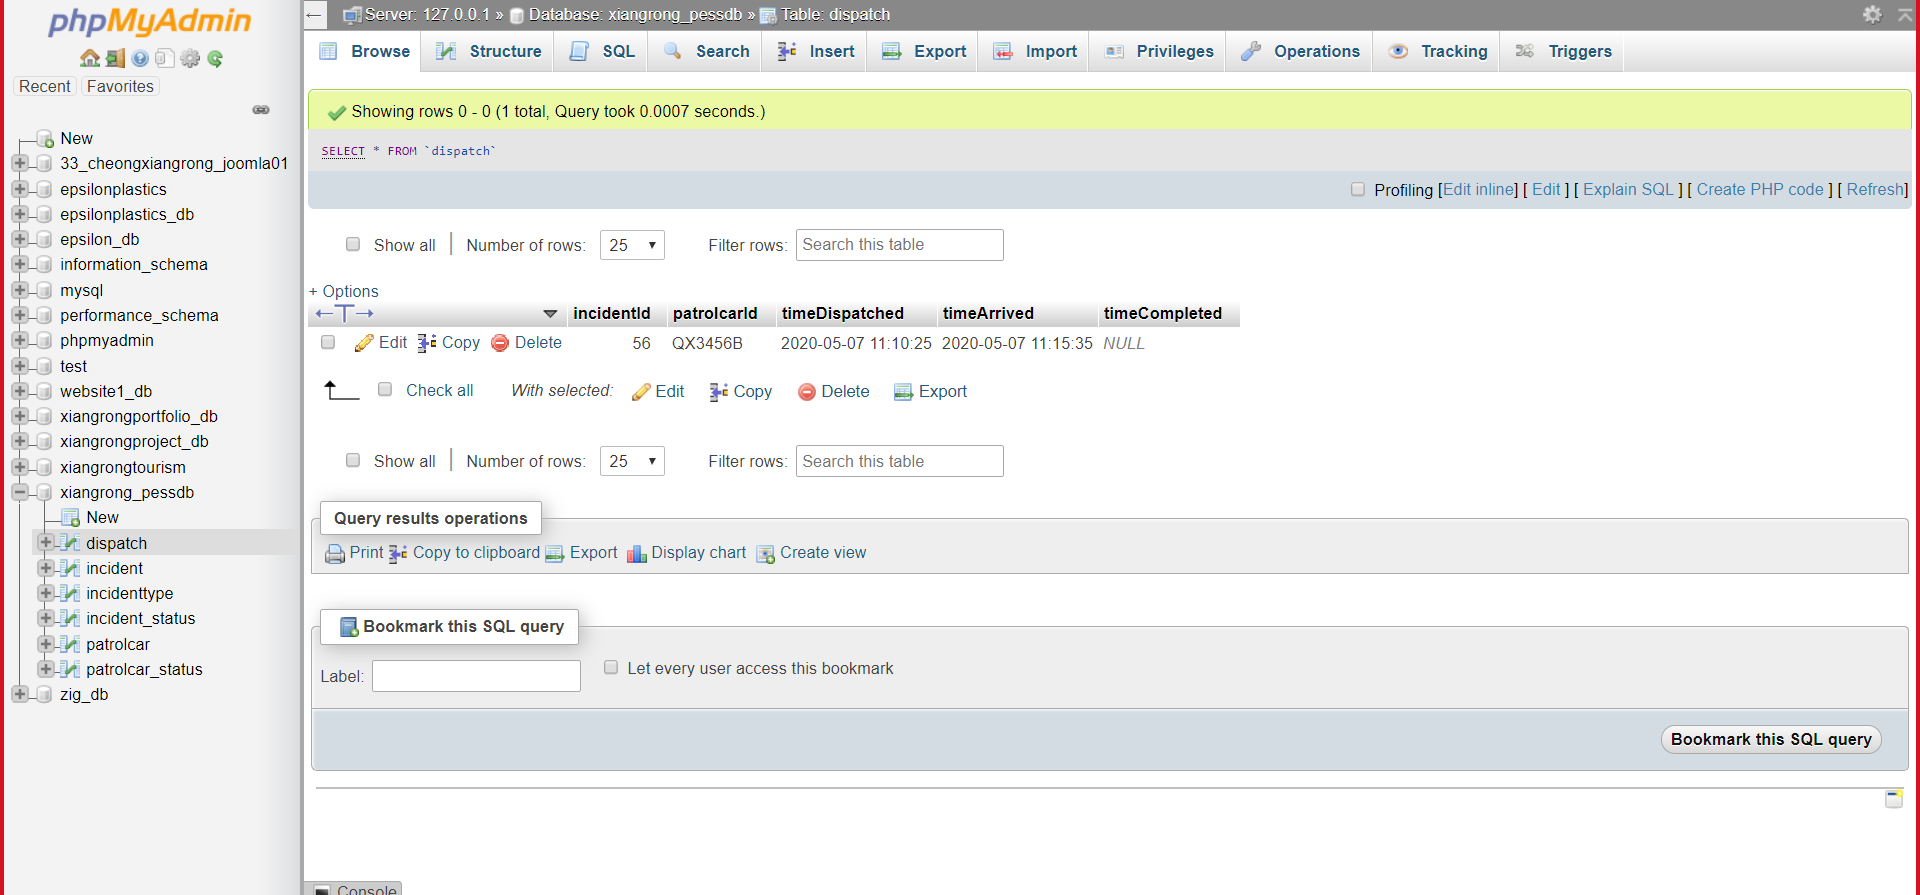 phpMyAdmin
Recent Favorites
New
33_cheongxiangrong_joomla01
epsilonplastics
epsilonplastics_db
epsilon_db
information_schema
mysql
performance_schema
phpmyadmin
test
website1_db
xiangrongportfolio_db
xiangrongproject_db
xiangrongtourism
xiangrong_pessdb
New
dispatch
incident
incidenttype
incident_status
patrolcar
patrolcar_status
zig_db
Server: 127.0.0.1 » Database: xiangrong_pessdb » Table: dispatch
Browse Structure SQL Search Insert Export Import Privileges Operations Tracking Triggers
Showing rows 0 - 0 (1 total, Query took 0.0007 seconds.)
SELECT * FROM `dispatch`
Profiling [Edit inline] [ Edit ] [ Explain SQL ] [ Create PHP code ] [ Refresh]
Show all Number of rows: 25 Filter rows: Search this table
+ Options
incidentId patrolcarId timeDispatched timeArrived timeCompleted
Edit Copy Delete 56 QX3456B 2020-05-07 11:10:25 2020-05-07 11:15:35 NULL
Check all With selected: Edit Copy Delete Export
Show all Number of rows: 25 Filter rows: Search this table
Query results operations
Print Copy to clipboard Export Display chart Create view
Bookmark this SQL query
Label: Let every user access this bookmark
Bookmark this SQL query
Console